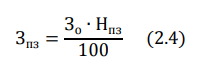 Зпз = Зо · Нпз / 100 (2.4)